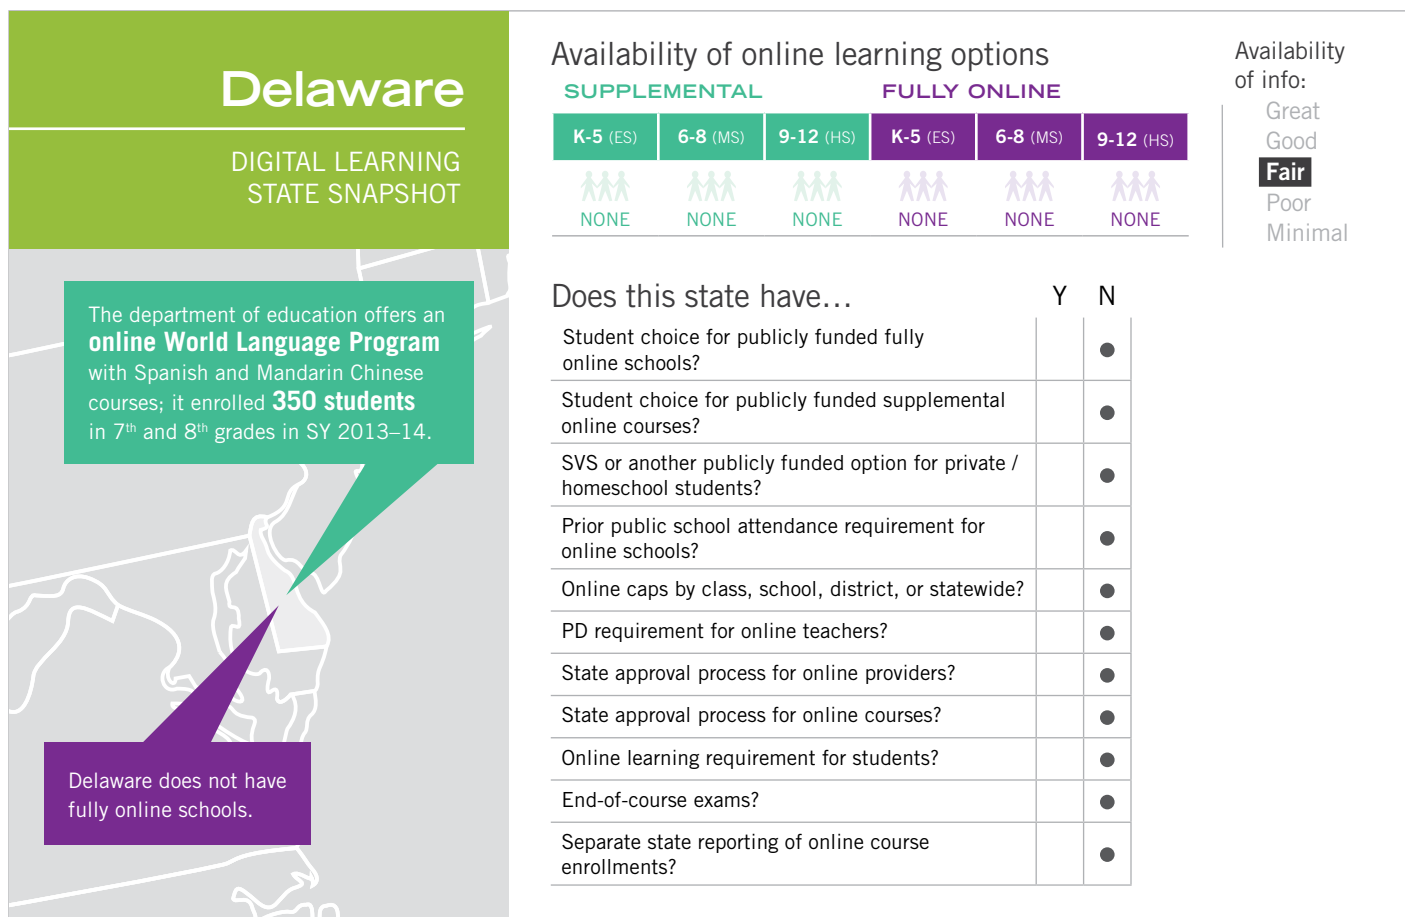 Delaware
DIGITAL LEARNING
STATE SNAPSHOT
The department of education offers an
online World Language Program
with Spanish and Mandarin Chinese
courses; it enrolled 350 students
in 7th and 8th grades in SY 2013–14.
Delaware does not have
fully online schools.
Availability of online learning options
SUPPLEMENTAL FULLY ONLINE
K-5 (ES) 6-8 (MS) 9-12 (HS) K-5 (ES) 6-8 (MS) 9-12 (HS)
NONE NONE NONE NONE NONE NONE
Availability
of info:
Great
Good
Fair
Poor
Minimal
Does this state have… Y N
Student choice for publicly funded fully
online schools?
Student choice for publicly funded supplemental
online courses?
SVS or another publicly funded option for private /
homeschool students?
Prior public school attendance requirement for
online schools?
Online caps by class, school, district, or statewide?
PD requirement for online teachers?
State approval process for online providers?
State approval process for online courses?
Online learning requirement for students?
End-of-course exams?
Separate state reporting of online course
enrollments?